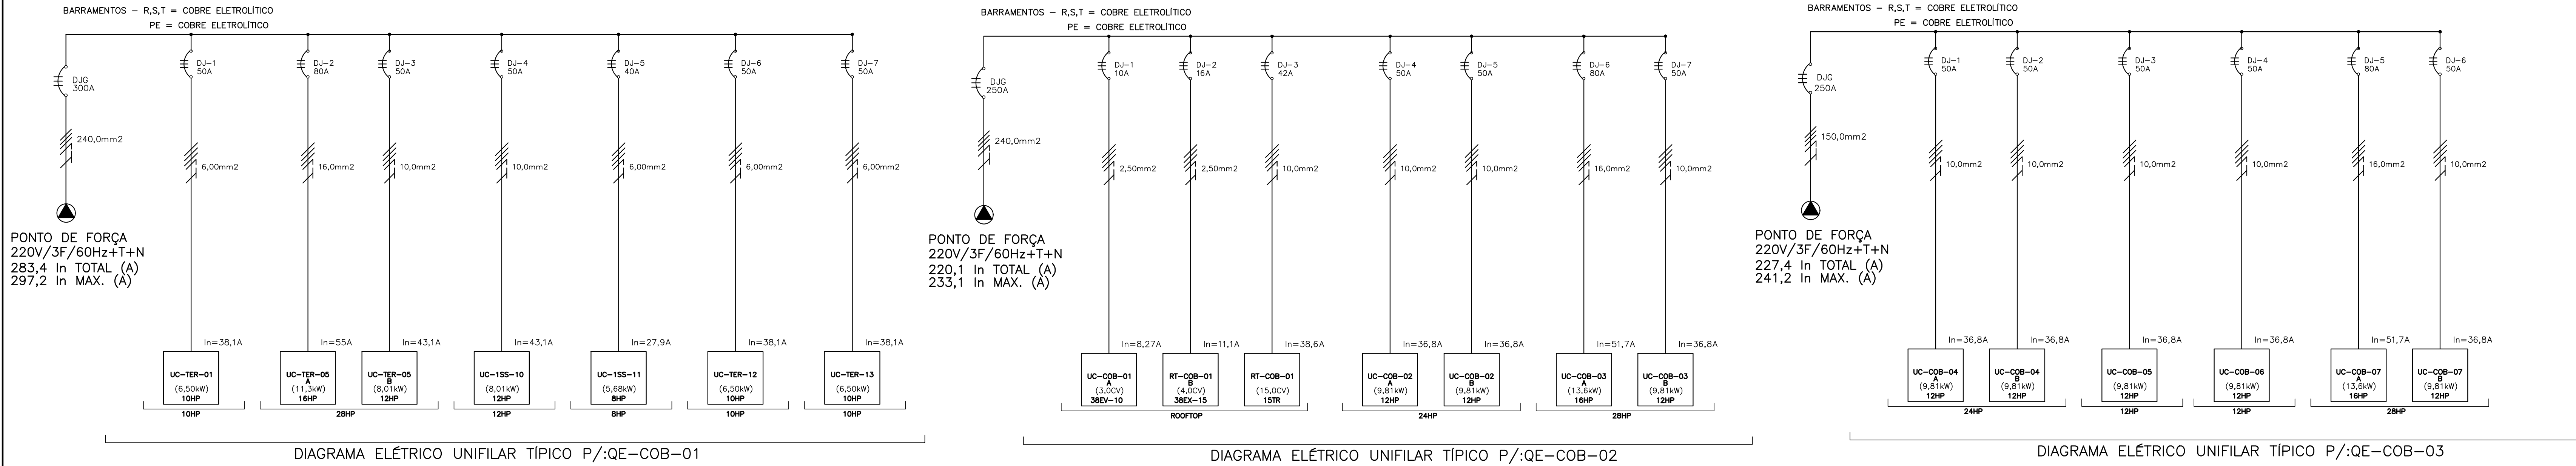 BARRAMENTOS - R,S,T = COBRE ELETROLÍTICO
PE = COBRE ELETROLÍTICO
DJG
300A
DJ-1
50A
DJ-2
80A
DJ-3
50A
DJ-4
50A
DJ-5
40A
DJ-6
50A
DJ-7
50A
240,0mm2
6,00mm2
16,0mm2
10,0mm2
10,0mm2
6,00mm2
6,00mm2
6,00mm2
PONTO DE FORÇA
220V/3F/60Hz+T+N
283,4 In TOTAL (A)
297,2 In MAX. (A)
In=38,1A
UC-TER-01
(6,50kW)
10HP
10HP
In=55A
UC-TER-05
A
(11,3kW)
16HP
In=43,1A
UC-TER-05
B
(8,01kW)
12HP
28HP
In=43,1A
UC-1SS-10
(8,01kW)
12HP
12HP
In=27,9A
UC-1SS-11
(5,68kW)
8HP
8HP
In=38,1A
UC-TER-12
(6,50kW)
10HP
10HP
In=38,1A
UC-TER-13
(6,50kW)
10HP
10HP
DIAGRAMA ELÉTRICO UNIFILAR TÍPICO P/:QE-COB-01
BARRAMENTOS - R,S,T = COBRE ELETROLÍTICO
PE = COBRE ELETROLÍTICO
DJG
250A
DJ-1
10A
DJ-2
16A
DJ-3
42A
DJ-4
50A
DJ-5
50A
DJ-6
80A
DJ-7
50A
240,0mm2
2,50mm2
2,50mm2
10,0mm2
10,0mm2
10,0mm2
16,0mm2
10,0mm2
PONTO DE FORÇA
220V/3F/60Hz+T+N
220,1 In TOTAL (A)
233,1 In MAX. (A)
In=8,27A
UC-COB-01
A
(3,0CV)
38EV-10
In=11,1A
RT-COB-01
B
(4,0CV)
38EX-15
In=38,6A
RT-COB-01
(15,0CV)
15TR
ROOFTOP
In=36,8A
UC-COB-02
A
(9,81kW)
12HP
In=36,8A
UC-COB-02
B
(9,81kW)
12HP
24HP
In=51,7A
UC-COB-03
A
(13,6kW)
16HP
In=36,8A
UC-COB-03
B
(9,81kW)
12HP
28HP
DIAGRAMA ELÉTRICO UNIFILAR TÍPICO P/:QE-COB-02
BARRAMENTOS - R,S,T = COBRE ELETROLÍTICO
PE = COBRE ELETROLÍTICO
DJG
250A
DJ-1
50A
DJ-2
50A
DJ-3
50A
DJ-4
50A
DJ-5
80A
DJ-6
50A
150,0mm2
10,0mm2
10,0mm2
10,0mm2
10,0mm2
16,0mm2
10,0mm2
PONTO DE FORÇA
220V/3F/60Hz+T+N
227,4 In TOTAL (A)
241,2 In MAX. (A)
In=36,8A
UC-COB-04
A
(9,81kW)
12HP
In=36,8A
UC-COB-04
B
(9,81kW)
12HP
24HP
In=36,8A
UC-COB-05
(9,81kW)
12HP
12HP
In=36,8A
UC-COB-06
(9,81kW)
12HP
12HP
In=51,7A
UC-COB-07
A
(13,6kW)
16HP
In=36,8A
UC-COB-07
B
(9,81kW)
12HP
28HP
DIAGRAMA ELÉTRICO UNIFILAR TÍPICO P/:QE-COB-03